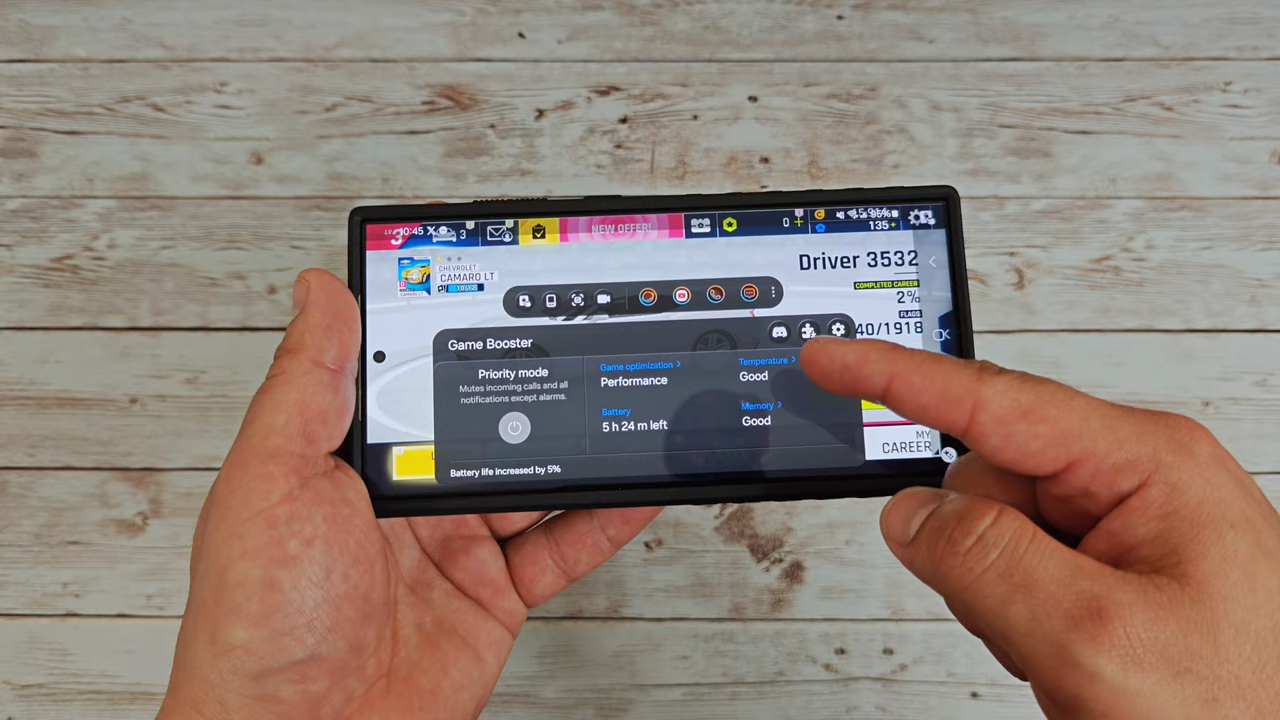 10:45
3
NEW OFFER!
0
135
CHEVROLET
CAMARO LT
Driver 3532
COMPLETED CAREER
2%
FLAGS
40/1918
Game Booster
Priority mode
Mutes incoming calls and all
notifications except alarms.
Game optimization >
Performance
Temperature >
Good
Battery
5 h 24 m left
Memory >
Good
Battery life increased by 5%
MY
CAREER